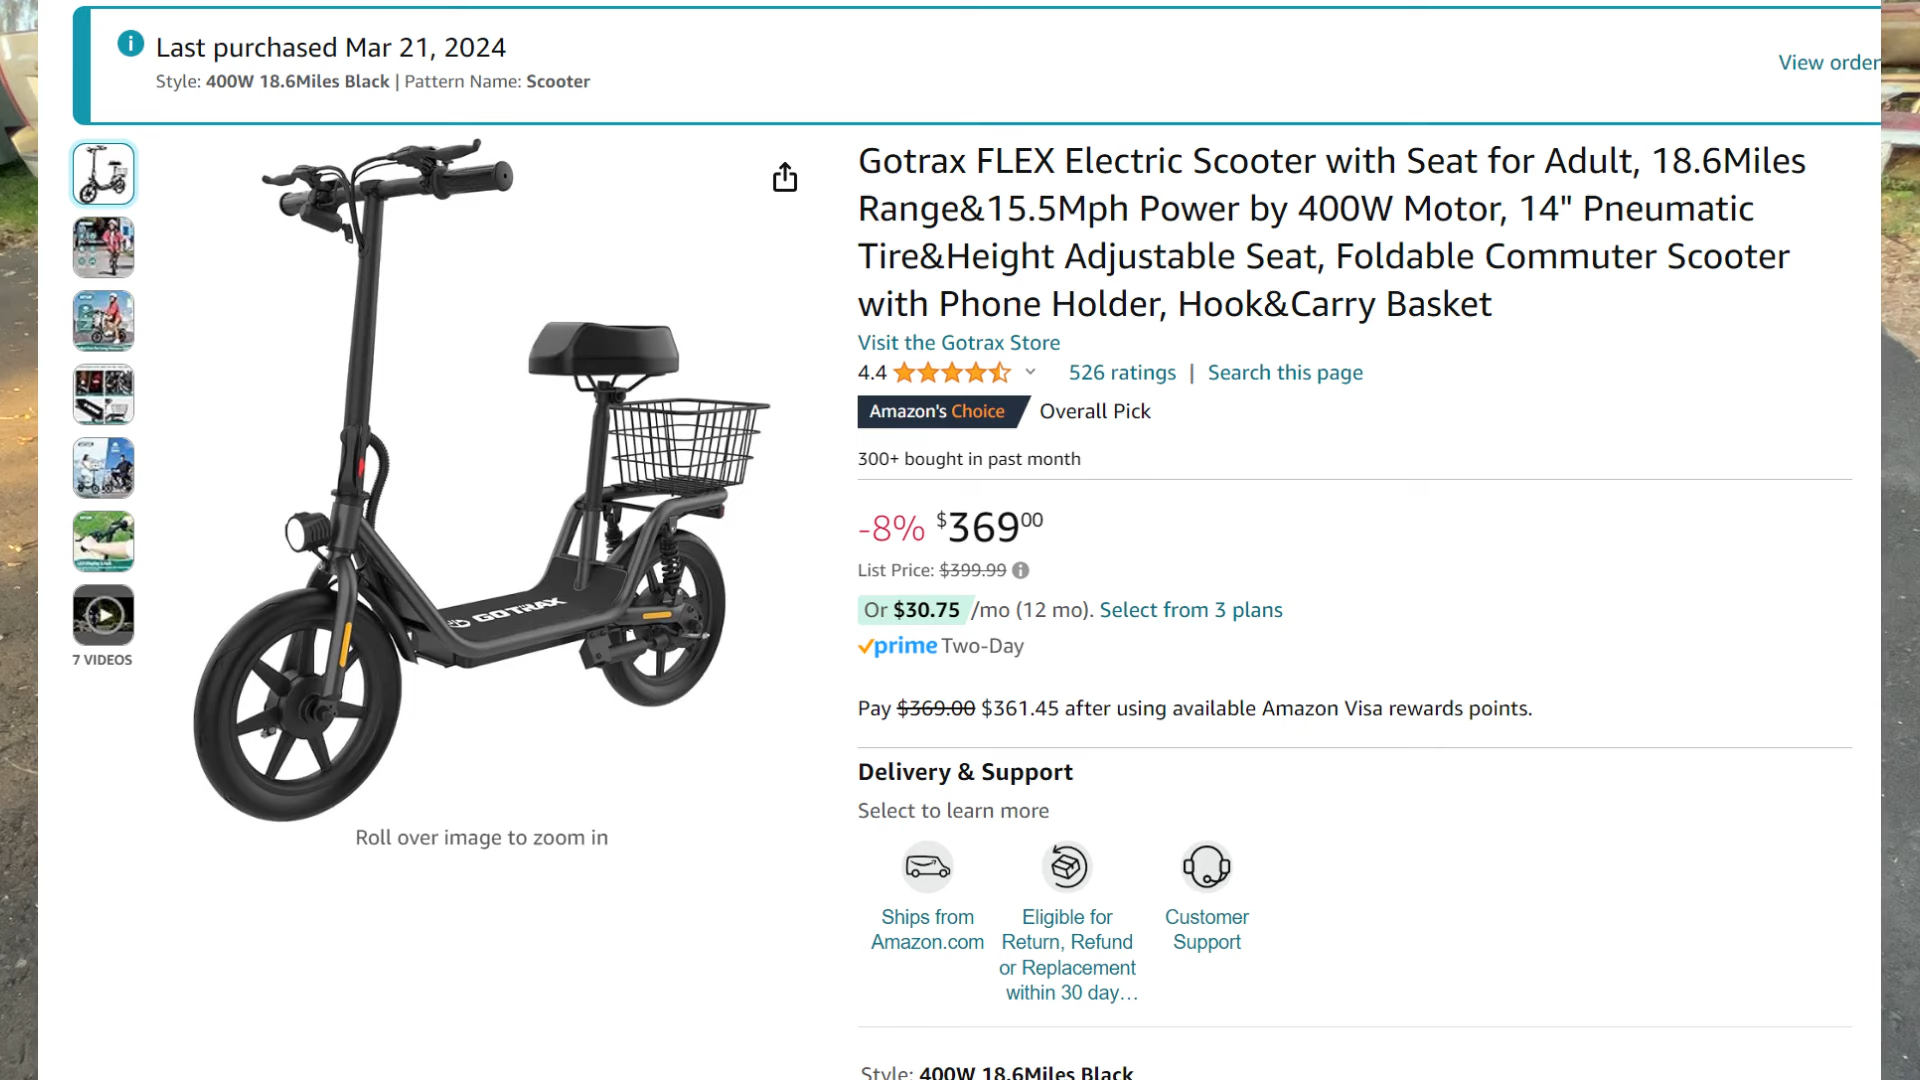 Last purchased Mar 21, 2024
View order
Style: 400W 18.6Miles Black | Pattern Name: Scooter
Gotrax FLEX Electric Scooter with Seat for Adult, 18.6Miles
Range&15.5Mph Power by 400W Motor, 14" Pneumatic
Tire&Height Adjustable Seat, Foldable Commuter Scooter
with Phone Holder, Hook&Carry Basket
Visit the Gotrax Store
4.4 526 ratings | Search this page
Amazon's Choice Overall Pick
300+ bought in past month
-8% $369 00
List Price: $399.99
Or $30.75 /mo (12 mo). Select from 3 plans
prime Two-Day
Pay $369.00 $361.45 after using available Amazon Visa rewards points.
Delivery & Support
Select to learn more
Ships from
Amazon.com
Eligible for
Return, Refund
or Replacement
within 30 day…
Customer
Support
Style: 400W 18.6Miles Black
GOTRAX
7 VIDEOS
Roll over image to zoom in